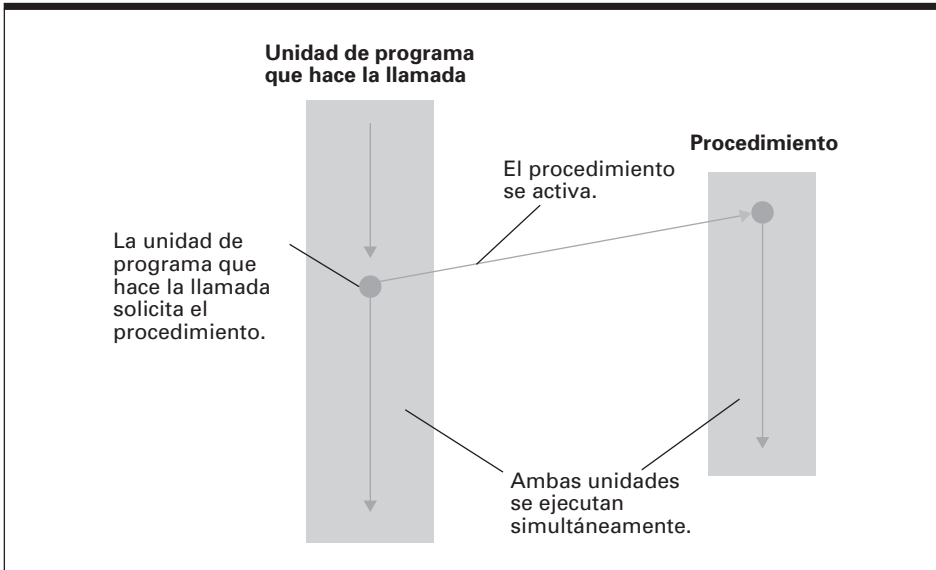 Unidad de programa
que hace la llamada
Procedimiento
El procedimiento
se activa.
La unidad de
programa que
hace la llamada
solicita el
procedimiento.
Ambas unidades
se ejecutan
simultáneamente.